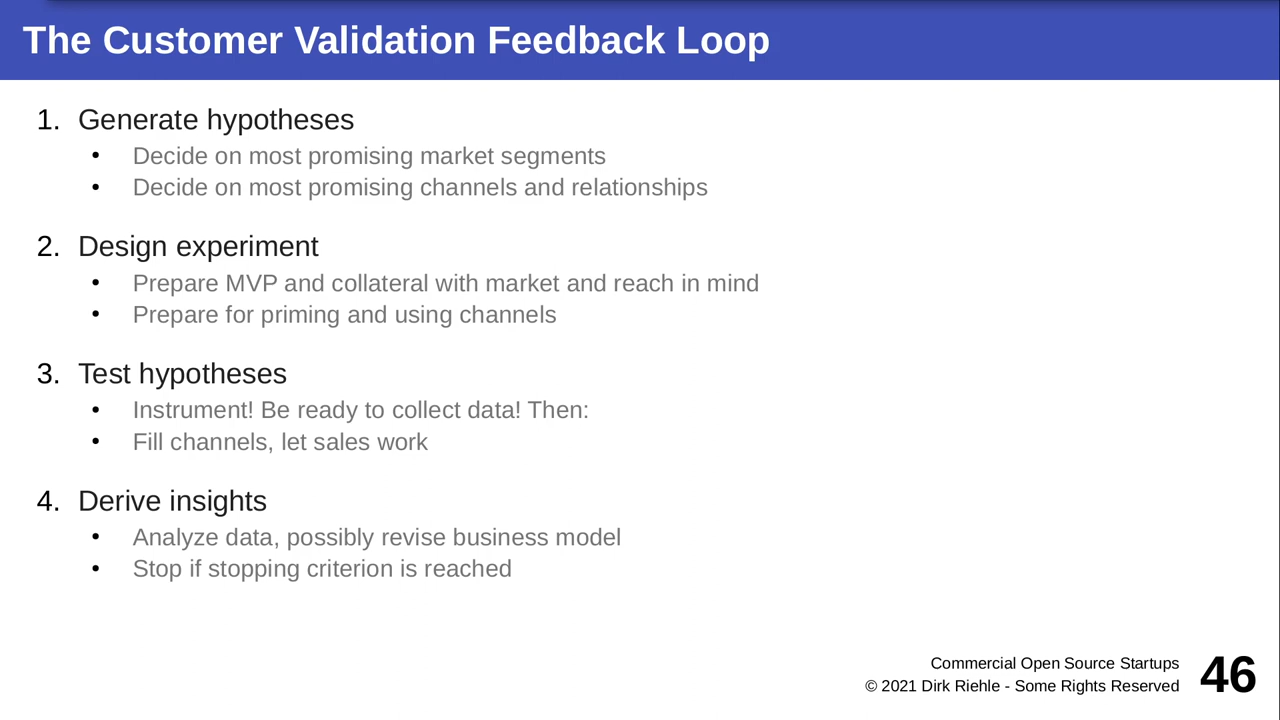 The Customer Validation Feedback Loop
1. Generate hypotheses
• Decide on most promising market segments
• Decide on most promising channels and relationships
2. Design experiment
• Prepare MVP and collateral with market and reach in mind
• Prepare for priming and using channels
3. Test hypotheses
• Instrument! Be ready to collect data! Then:
• Fill channels, let sales work
4. Derive insights
• Analyze data, possibly revise business model
• Stop if stopping criterion is reached
Commercial Open Source Startups
© 2021 Dirk Riehle - Some Rights Reserved
46